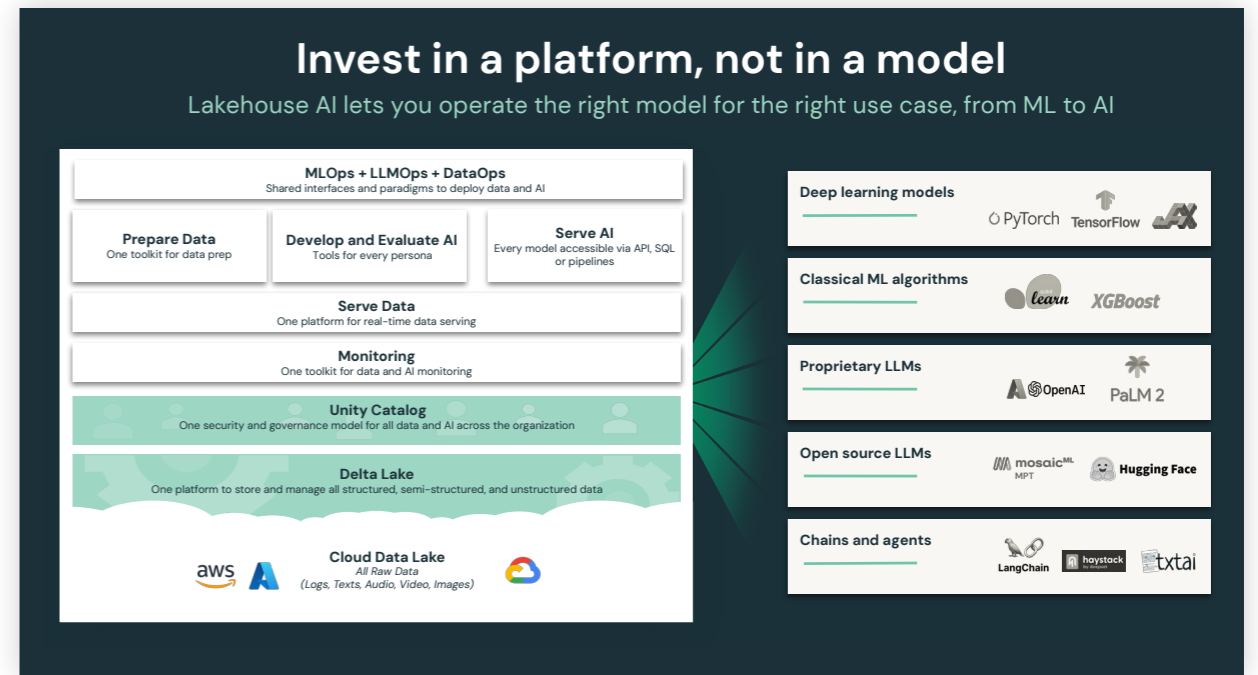 Invest in a platform, not in a model
Lakehouse AI lets you operate the right model for the right use case, from ML to AI
MLOps + LLMOps + DataOps
Shared interfaces and paradigms to deploy data and AI
Prepare Data
One toolkit for data prep
Develop and Evaluate AI
Tools for every persona
Serve AI
Every model accessible via API, SQL
or pipelines
Serve Data
One platform for real-time data serving
Monitoring
One toolkit for data and AI monitoring
Unity Catalog
One security and governance model for all data and AI across the organization
Delta Lake
One platform to store and manage all structured, semi-structured, and unstructured data
aws
Cloud Data Lake
All Raw Data
(Logs, Texts, Audio, Video, Images)
Deep learning models
PyTorch
TensorFlow
JAX
Classical ML algorithms
learn
XGBoost
Proprietary LLMs
OpenAI
PaLM 2
Open source LLMs
mosaicML
MPT
Hugging Face
Chains and agents
LangChain
haystack
txtai